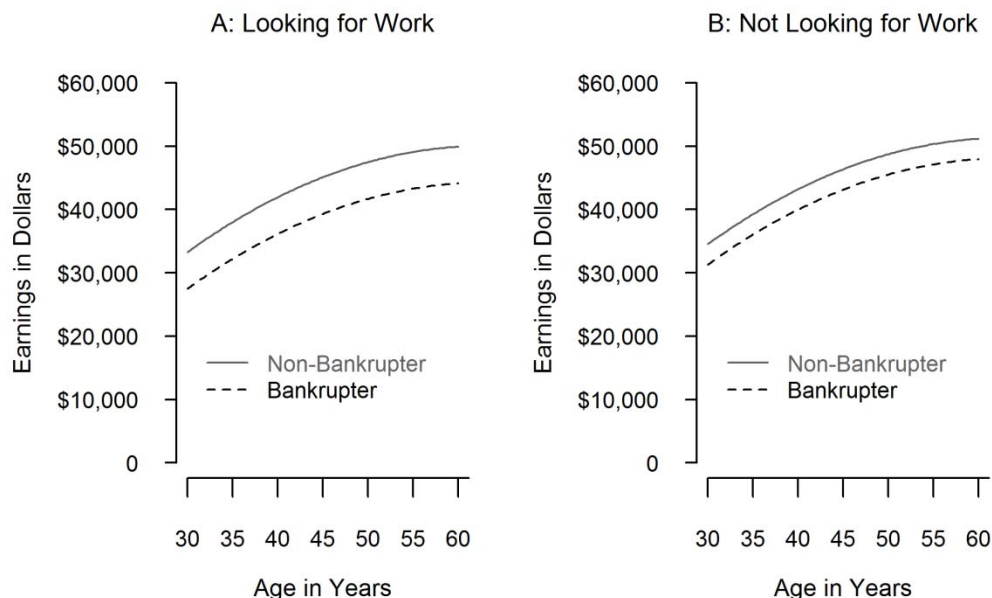 A: Looking for Work
$60,000
$50,000
$40,000
$30,000
$20,000
$10,000
0
Earnings in Dollars
Non-Bankrupter
Bankrupter
30 35 40 45 50 55 60
Age in Years
B: Not Looking for Work
$60,000
$50,000
$40,000
$30,000
$20,000
$10,000
0
Earnings in Dollars
Non-Bankrupter
Bankrupter
30 35 40 45 50 55 60
Age in Years